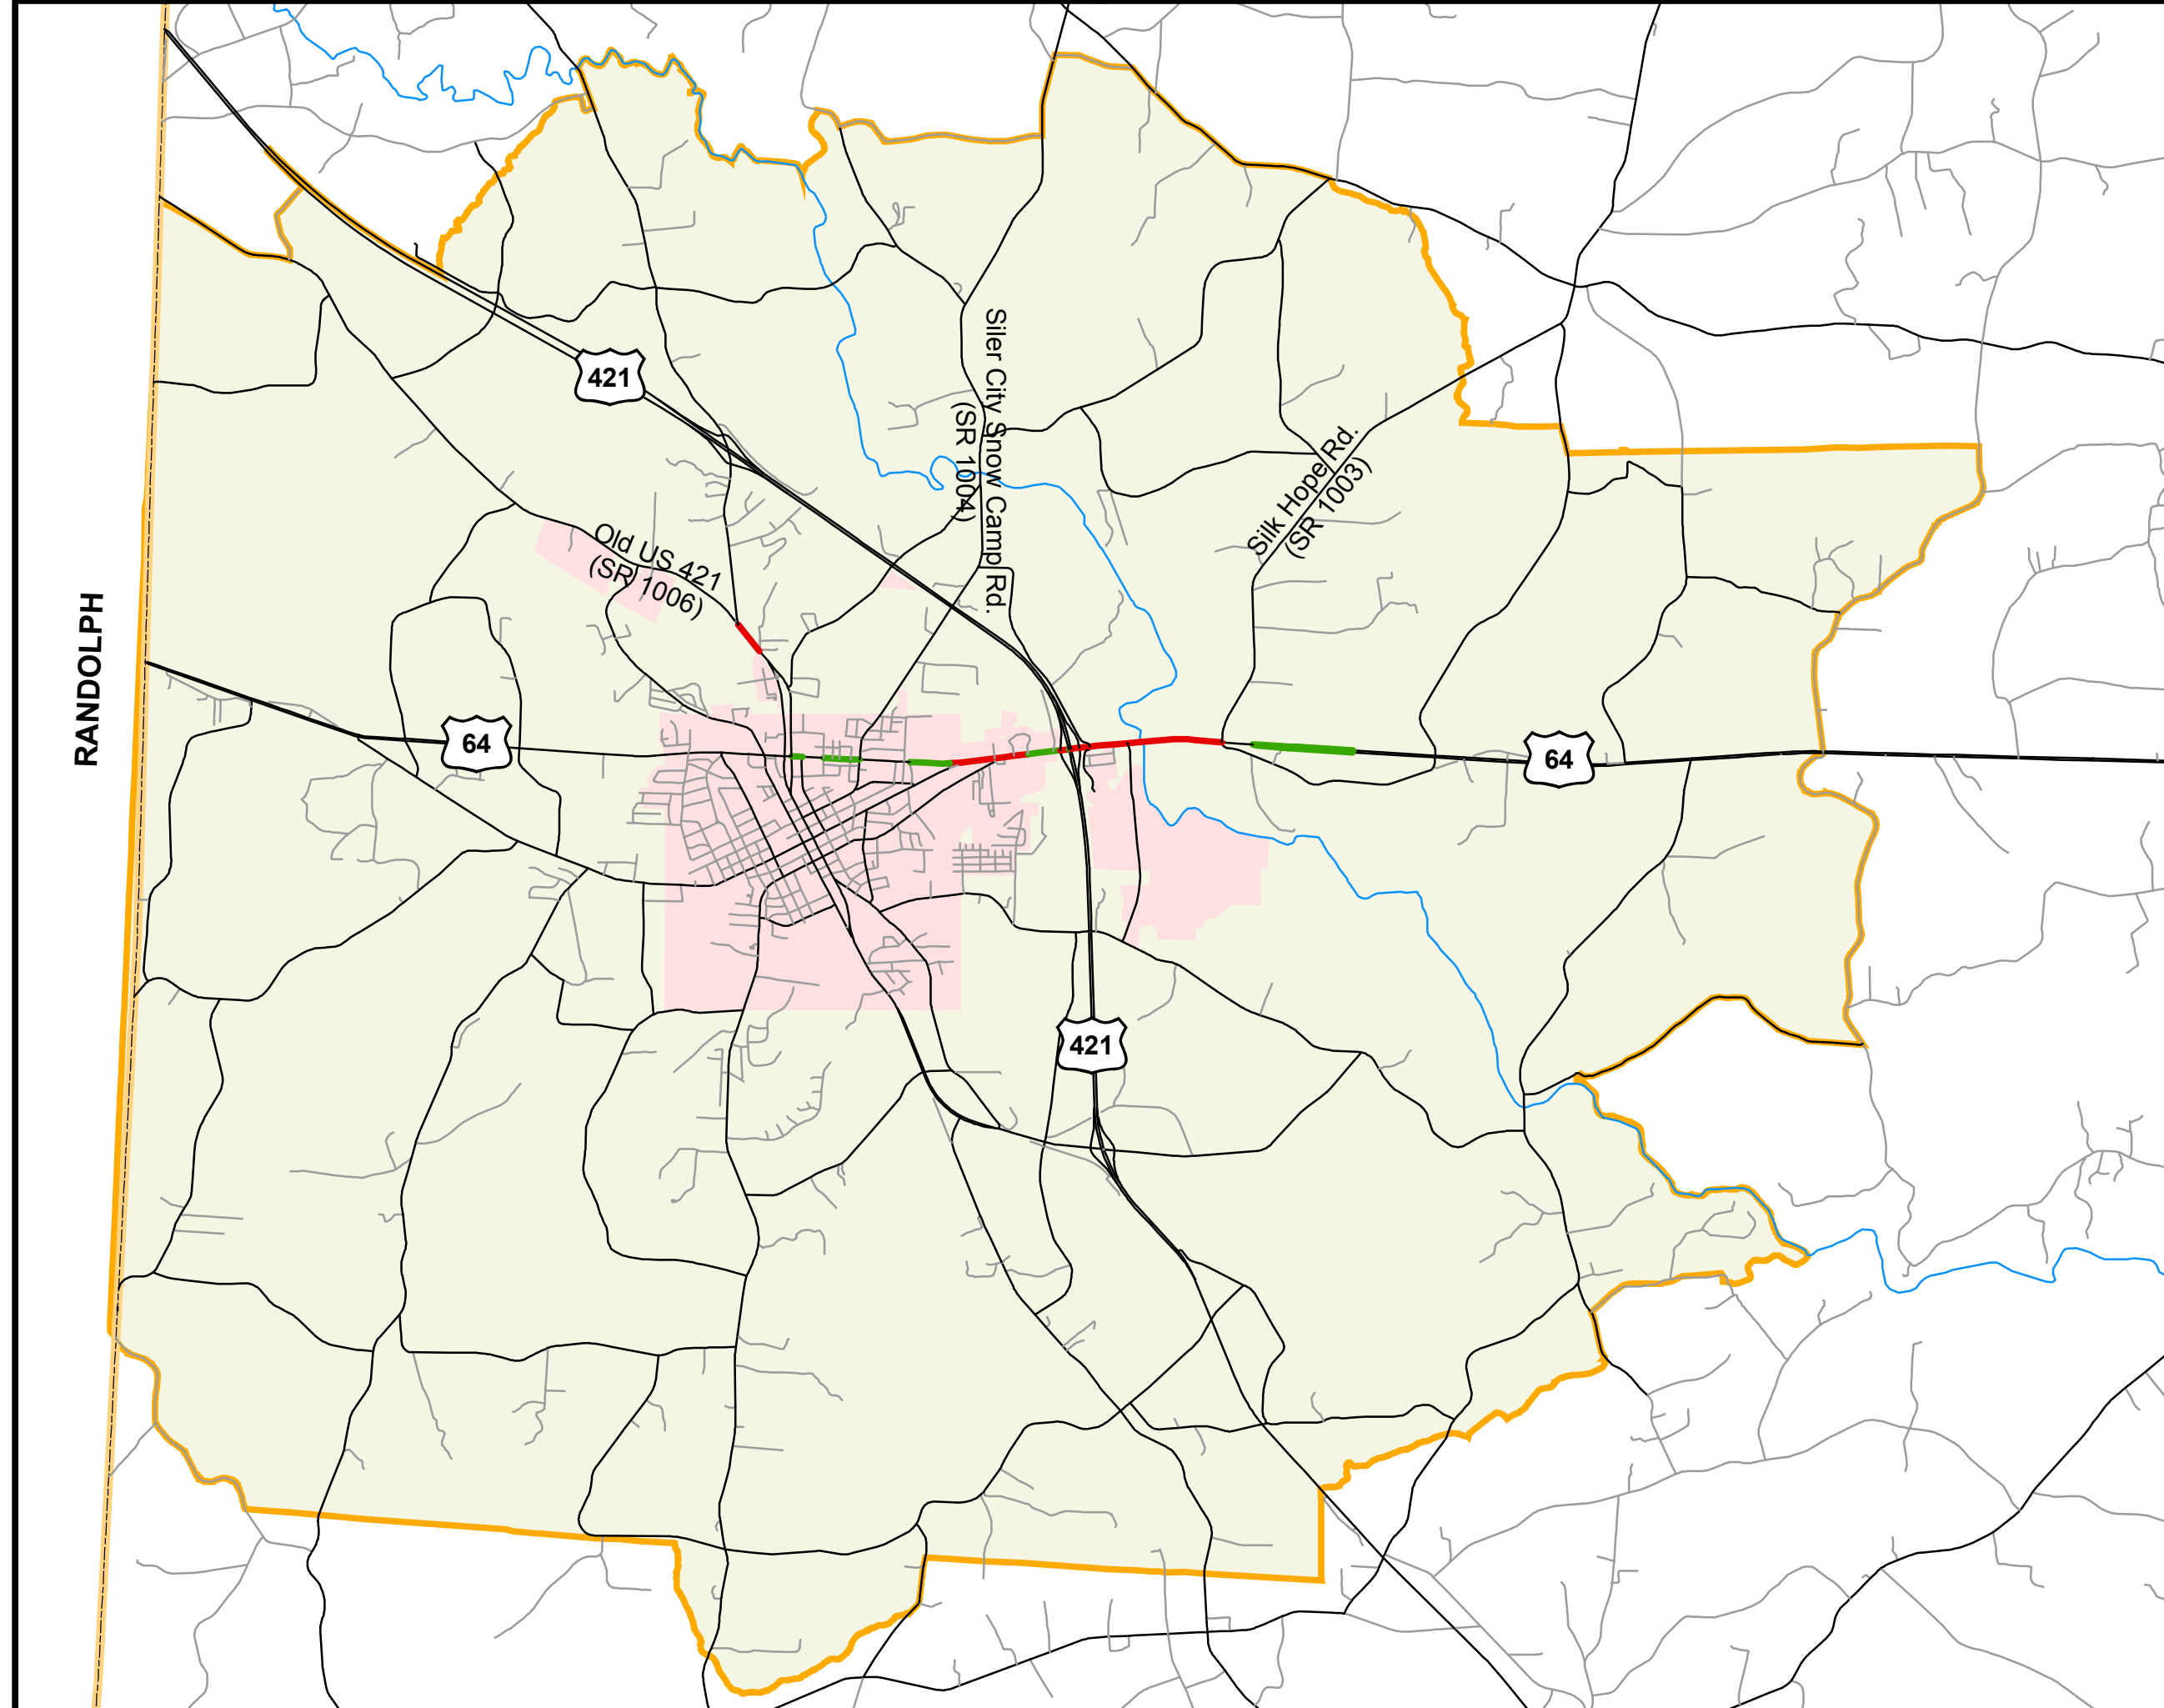 421
Siler City Snow Camp Rd.
(SR 1004)
Silk Hope Rd.
(SR 1003)
Old US 421
(SR 1006)
RANDOLPH
64
64
421